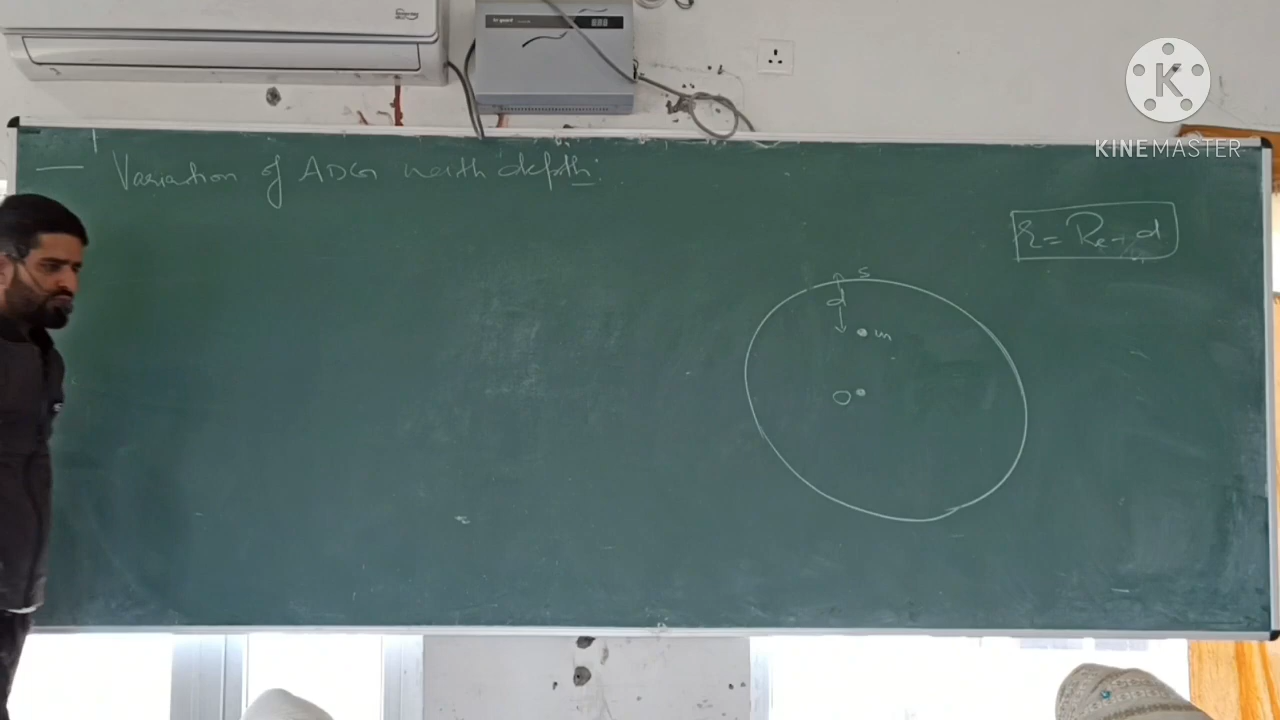 — Variation of ADG with depth:
r = Re - d
s
d
m
O
KINEMASTER